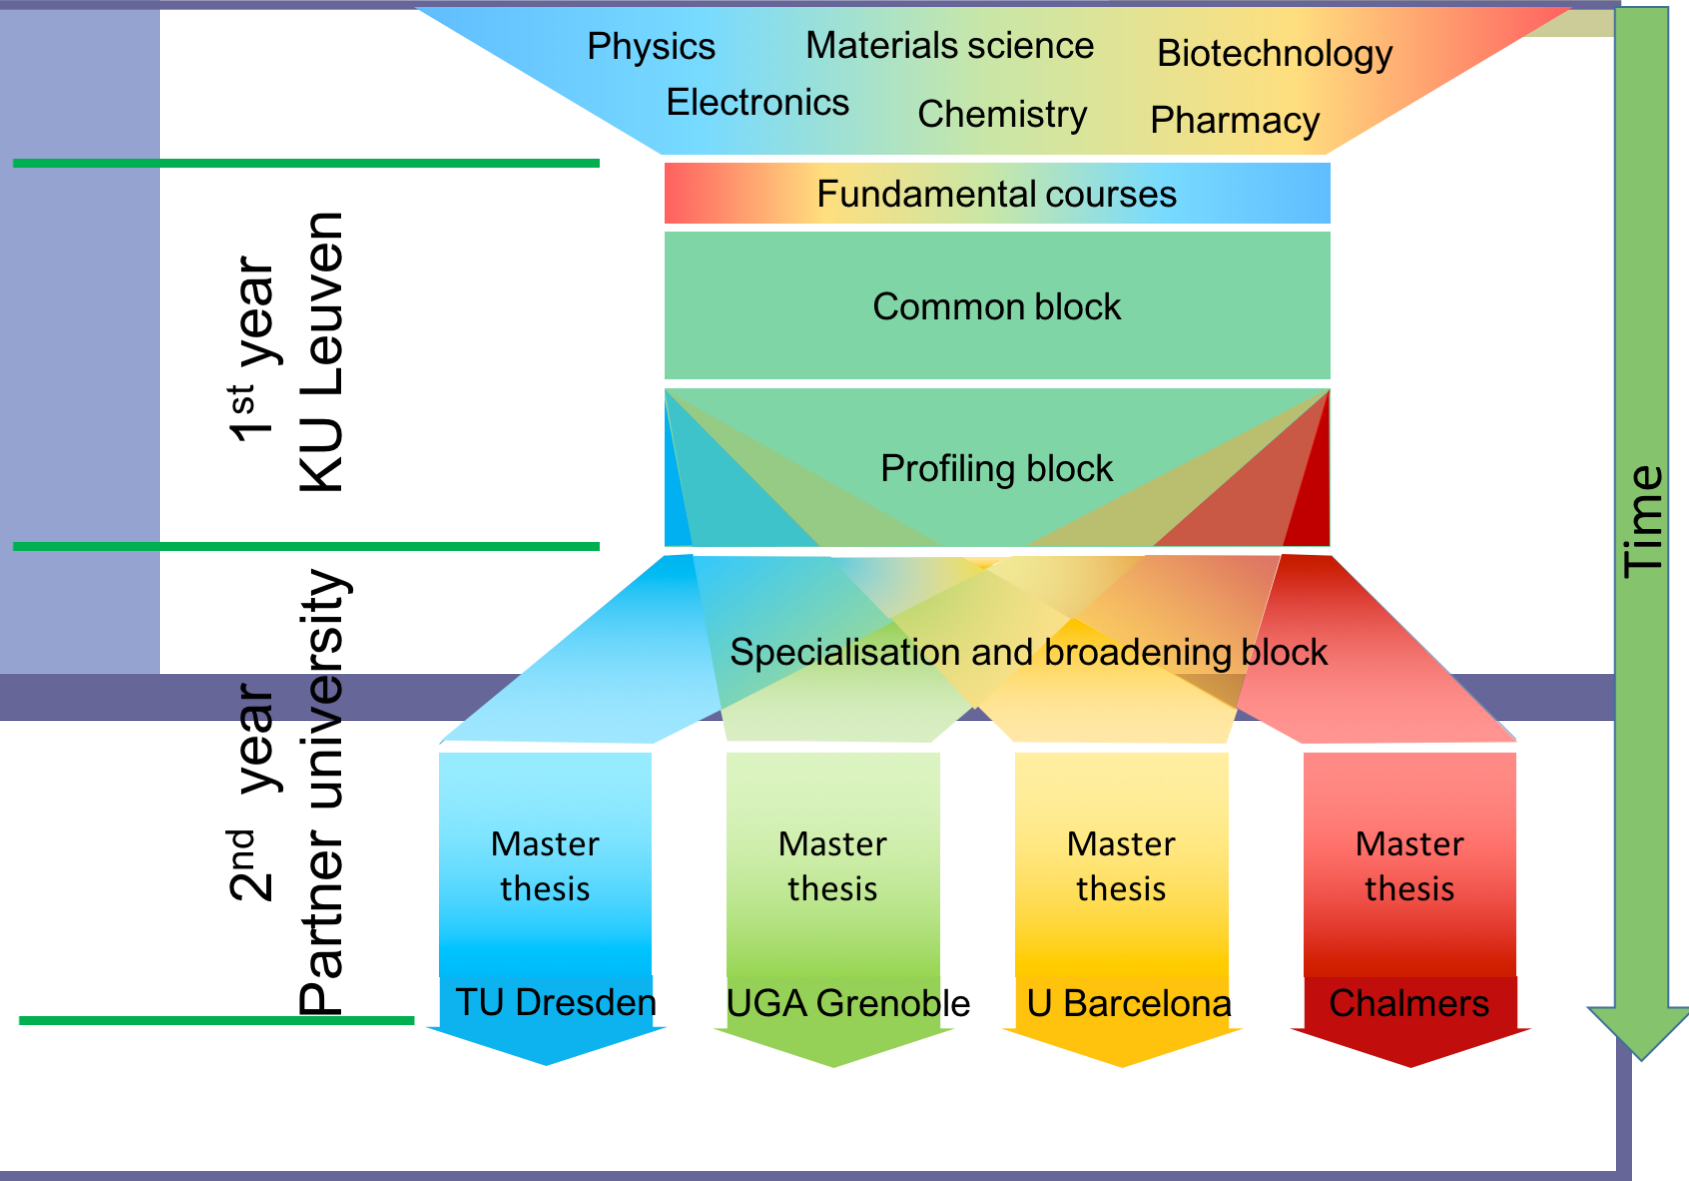 Physics
Materials science
Biotechnology
Electronics
Chemistry
Pharmacy
Fundamental courses
1st year
KU Leuven
Common block
Profiling block
Time
2nd year
Partner university
Specialisation and broadening block
Master
thesis
Master
thesis
Master
thesis
Master
thesis
TU Dresden
UGA Grenoble
U Barcelona
Chalmers